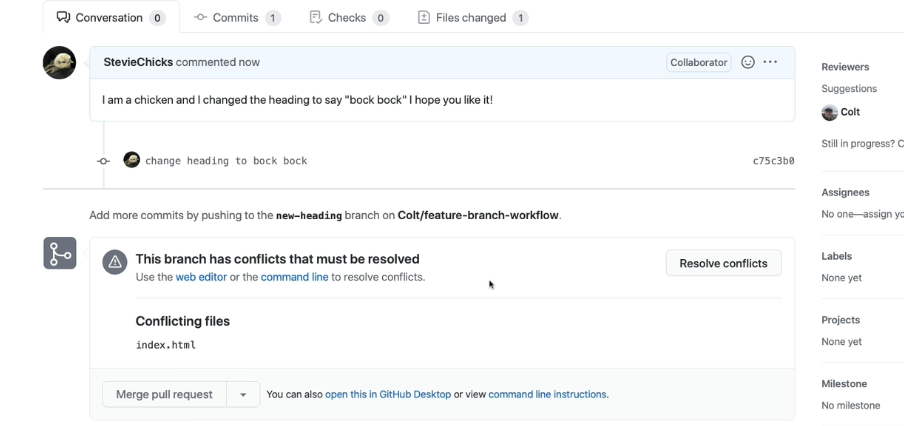 Conversation 0 Commits 1 Checks 0 Files changed 1
StevieChicks commented now Collaborator
I am a chicken and I changed the heading to say "bock bock" I hope you like it!
change heading to bock bock c75c3b0
Add more commits by pushing to the new-heading branch on Colt/feature-branch-workflow.
This branch has conflicts that must be resolved
Use the web editor or the command line to resolve conflicts.
Resolve conflicts
Conflicting files
index.html
Merge pull request You can also open this in GitHub Desktop or view command line instructions.
Reviewers
Suggestions
Colt
Still in progress? C
Assignees
No one—assign yo
Labels
None yet
Projects
None yet
Milestone
No milestone